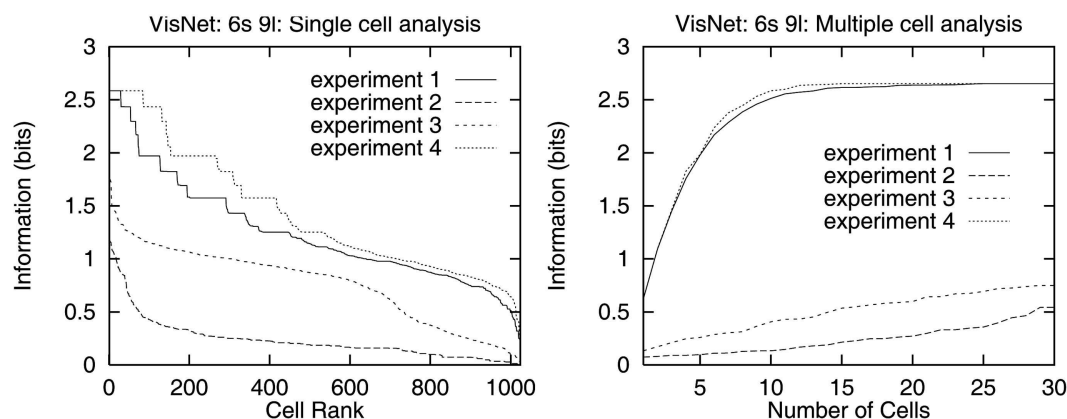 VisNet: 6s 9l: Single cell analysis
3
2.5
2
1.5
1
0.5
0
Information (bits)
experiment 1
experiment 2
experiment 3
experiment 4
0 200 400 600 800 1000
Cell Rank
VisNet: 6s 9l: Multiple cell analysis
3
2.5
2
1.5
1
0.5
0
Information (bits)
experiment 1
experiment 2
experiment 3
experiment 4
5 10 15 20 25 30
Number of Cells